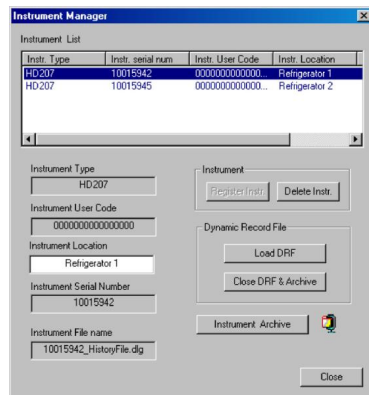 Instrument Manager
Instrument List
Instr. Type Instr. serial num Instr. User Code Instr. Location
HD207 10015942 0000000000000... Refrigerator 1
HD207 10015945 0000000000000... Refrigerator 2
Instrument Type
HD207
Instrument User Code
0000000000000000
Instrument Location
Refrigerator 1
Instrument Serial Number
10015942
Instrument File name
10015942_HistoryFile.dlg
Instrument
Register Instr. Delete Instr.
Dynamic Record File
Load DRF
Close DRF & Archive
Instrument Archive
Close